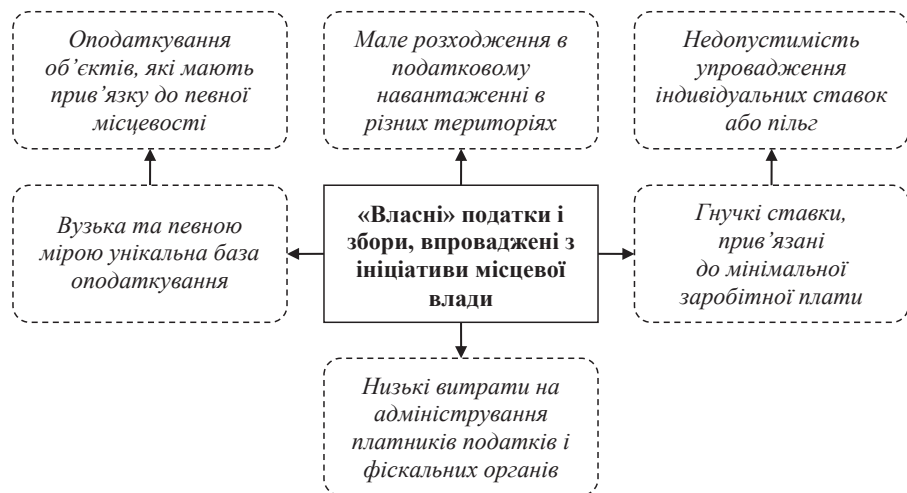 Оподаткування
об’єктів, які мають
прив’язку до певної
місцевості
Мале розходження в
податковому
навантаженні в
різних територіях
Недопустимість
упровадження
індивідуальних ставок
або пільг
Вузька та певною
мірою унікальна база
оподаткування
«Власні» податки і
збори, впроваджені з
ініціативи місцевої
влади
Гнучкі ставки,
прив’язані
до мінімальної
заробітної плати
Низькі витрати на
адміністрування
платників податків і
фіскальних органів